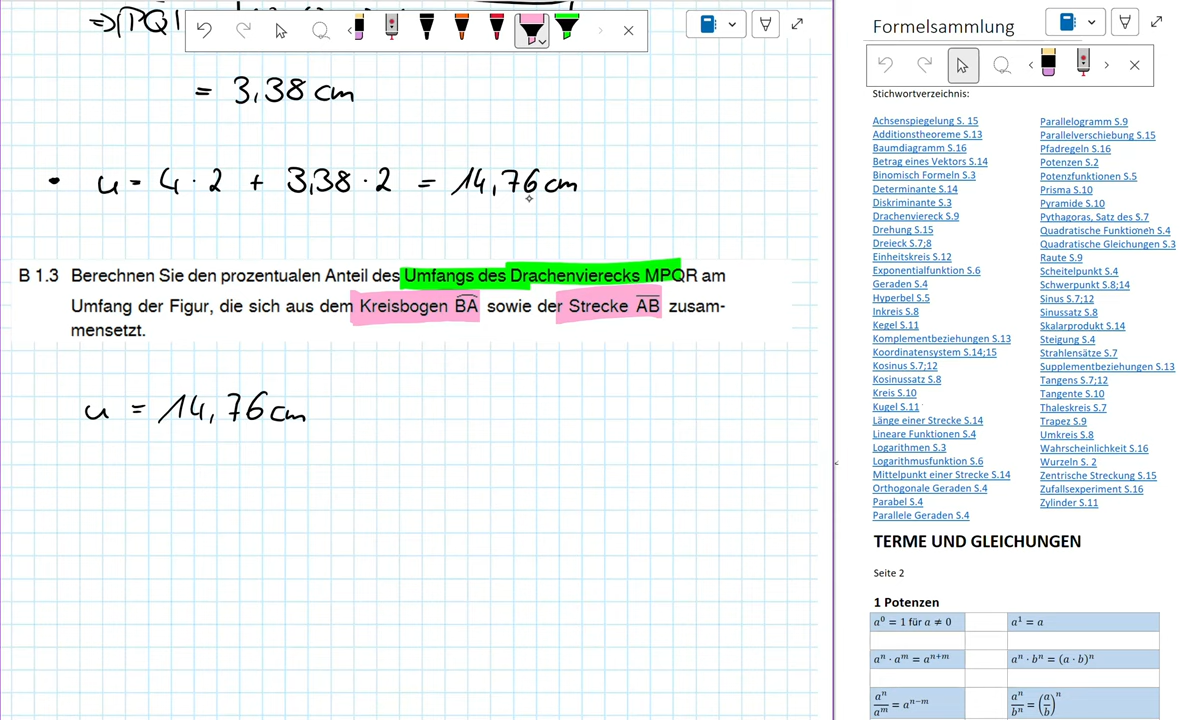 = 3,38 cm
• u = 4 · 2 + 3,38 · 2 = 14,76 cm
B 1.3 Berechnen Sie den prozentualen Anteil des Umfangs des Drachenvierecks MPQR am
Umfang der Figur, die sich aus dem Kreisbogen BA sowie der Strecke AB zusam-
mensetzt.
u = 14,76 cm
Formelsammlung
Stichwortverzeichnis:
Achsenspiegelung S. 15
Additionstheoreme S.13
Baumdiagramm S.16
Betrag eines Vektors S.14
Binomisch Formeln S.3
Determinante S.14
Diskriminante S.3
Drachenviereck S.9
Drehung S.15
Dreieck S.7;8
Einheitskreis S.12
Exponentialfunktion S.6
Geraden S.4
Hyperbel S.5
Inkreis S.8
Kegel S.11
Komplementbeziehungen S.13
Koordinatensystem S.14;15
Kosinus S.7;12
Kosinussatz S.8
Kreis S.10
Kugel S.11
Länge einer Strecke S.14
Lineare Funktionen S.4
Logarithmen S.3
Logarithmusfunktion S.6
Mittelpunkt einer Strecke S.14
Orthogonale Geraden S.4
Parabel S.4
Parallele Geraden S.4
Parallelogramm S.9
Parallelverschiebung S.15
Pfadregeln S.16
Potenzen S.2
Potenzfunktionen S.5
Prisma S.10
Pyramide S.10
Pythagoras, Satz des S.7
Quadratische Funktionen S.4
Quadratische Gleichungen S.3
Raute S.9
Scheitelpunkt S.4
Schwerpunkt S.8;14
Sinus S.7;12
Sinussatz S.8
Skalarprodukt S.14
Steigung S.4
Strahlensätze S.7
Supplementbeziehungen S.13
Tangens S.7;12
Tangente S.10
Thaleskreis S.7
Trapez S.9
Umkreis S.8
Wahrscheinlichkeit S.16
Wurzeln S. 2
Zentrische Streckung S.15
Zufallsexperiment S.16
Zylinder S.11
TERME UND GLEICHUNGEN
Seite 2
1 Potenzen
a⁰ = 1 für a ≠ 0
a¹ = a
aⁿ · aᵐ = aⁿ⁺ᵐ
aⁿ · bⁿ = (a · b)ⁿ
aⁿ/aᵐ = aⁿ⁻ᵐ
aⁿ/bⁿ = (a/b)ⁿ